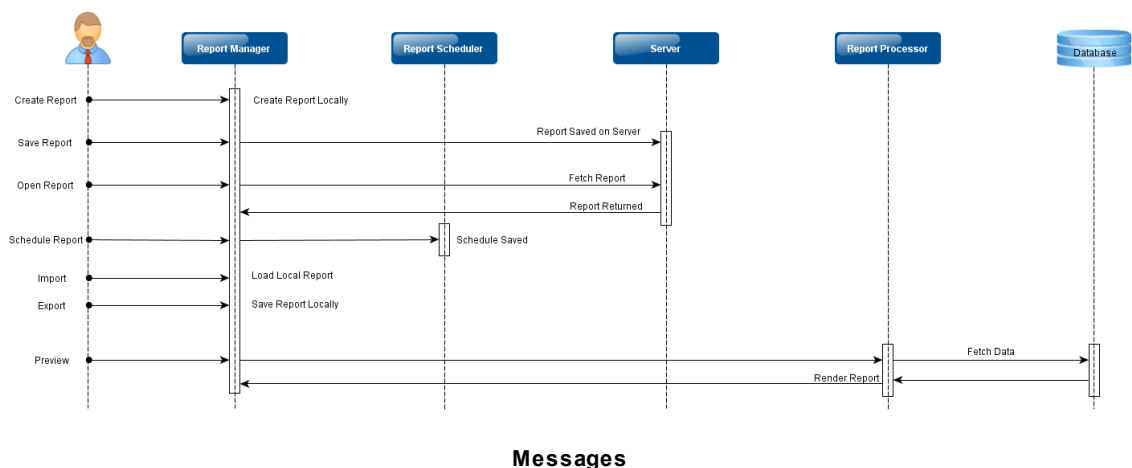 Report Manager
Report Scheduler
Server
Report Processor
Database
Create Report
Create Report Locally
Save Report
Report Saved on Server
Open Report
Fetch Report
Report Returned
Schedule Report
Schedule Saved
Import
Load Local Report
Export
Save Report Locally
Preview
Fetch Data
Render Report
Messages